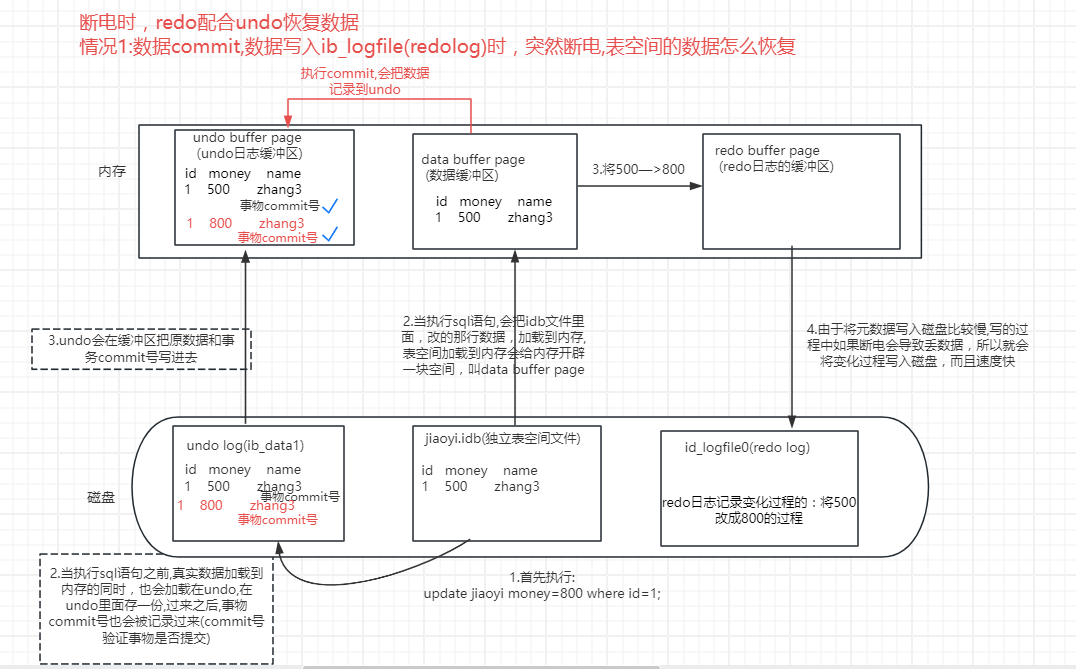 断电时，redo配合undo恢复数据
情况1:数据commit,数据写入ib_logfile(redolog)时，突然断电,表空间的数据怎么恢复
执行commit,会把数据
记录到undo
内存
undo buffer page
(undo日志缓冲区)
id money name
1 500 zhang3
事物commit号
1 800 zhang3
事物commit号
data buffer page
(数据缓冲区)
id money name
1 500 zhang3
3.将500—>800
redo buffer page
(redo日志的缓冲区)
3.undo会在缓冲区把原数据和事
务commit号写进去
2.当执行sql语句,会把idb文件里
面，改的那行数据，加载到内存,
表空间加载到内存会给内存开辟
一块空间，叫data buffer page
4.由于将元数据写入磁盘比较慢,写的过
程中如果断电会导致丢数据，所以就会
将变化过程写入磁盘，而且速度快
磁盘
undo log(ib_data1)
id money name
1 500 zhang3
事物commit号
1 800 zhang3
事物commit号
jiaoyi.idb(独立表空间文件)
id money name
1 500 zhang3
id_logfile0(redo log)
redo日志记录变化过程的：将500
改成800的过程
2.当执行sql语句之前,真实数据加载到
内存的同时，也会加载在undo,在
undo里面存一份,过来之后,事物
commit号也会被记录过来(commit号
验证事物是否提交)
1.首先执行:
update jiaoyi money=800 where id=1;